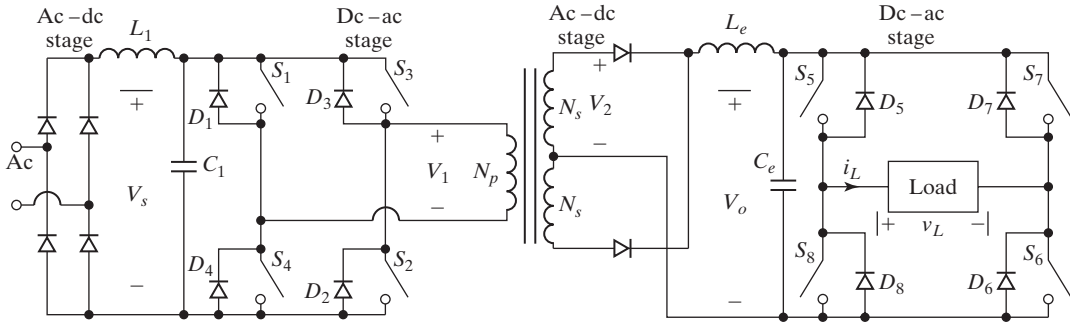 Ac–dc
stage
L1
Dc–ac
stage
Ac–dc
stage
Le
Dc–ac
stage
S1
S3
S5
S7
+
D1
D3
+
V2
+
D5
D7
Ns
Ac
C1
+
V1
−
Np
−
Vs
Ce
Vo
iL
Load
+ vL −
Ns
D4
S4
S2
D2
S8
D8
S6
D6
−
−